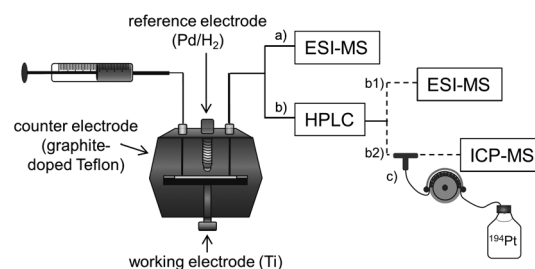 reference electrode
(Pd/H₂)
a)
ESI-MS
counter electrode
(graphite-
doped Teflon)
b)
HPLC
b1)
ESI-MS
b2)
ICP-MS
c)
¹⁹⁴Pt
working electrode (Ti)